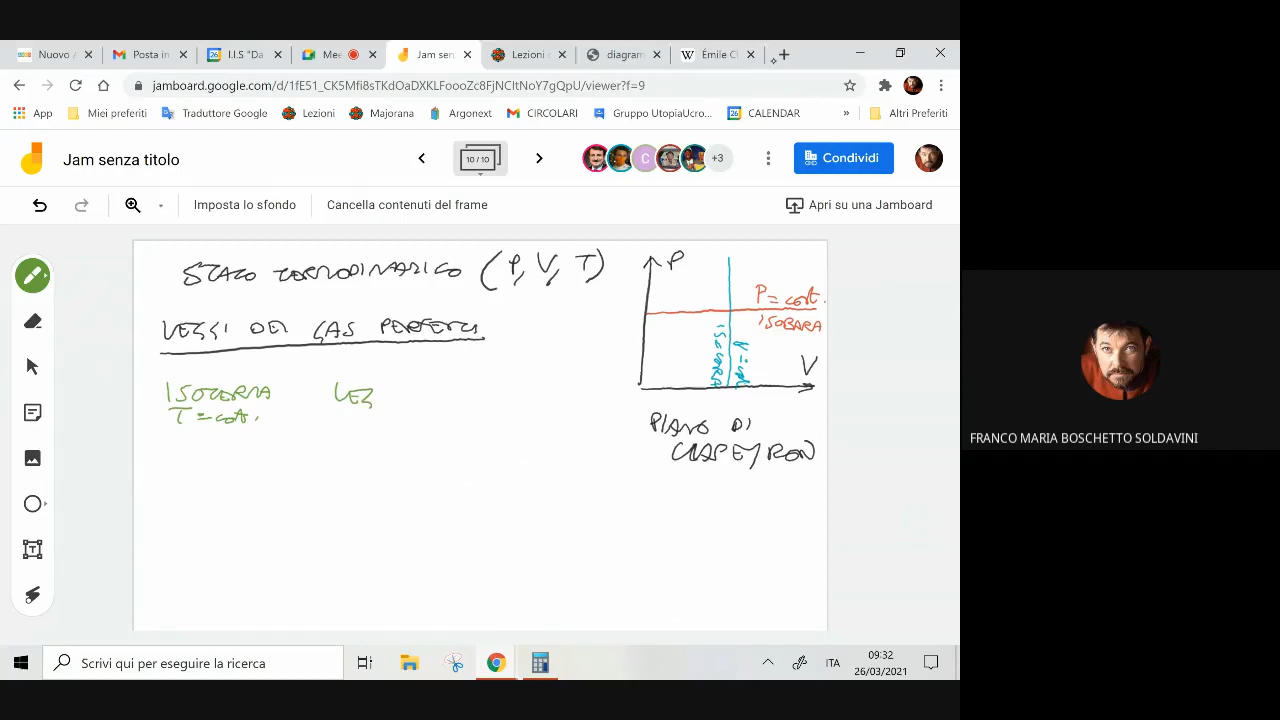 Nuovo A
Posta in
I.I.S "Da
Mee
Jam sen
Lezioni c
diagram
Émile Cl
jamboard.google.com/d/1fE51_CK5Mfi8sTKdOaDXKLFoooZc8FjNCItNoY7gQpU/viewer?f=9
App
Miei preferiti
Traduttore Google
Lezioni
Majorana
Argonext
CIRCOLARI
Gruppo UtopiaUcro...
CALENDAR
»
Altri Preferiti
Jam senza titolo
10 / 10
C
+3
Condividi
Imposta lo sfondo
Cancella contenuti del frame
Apri su una Jamboard
STATO TERMODINAMICO (P, V, T)
LEGGI DEI GAS PERFETTI
ISOTERMA LEG
T = cost.
P
P = cost.
ISOBARA
ISOCORA
V = cost
V
PIANO DI
CLAPEYRON
FRANCO MARIA BOSCHETTO SOLDAVINI
Scrivi qui per eseguire la ricerca
ITA
09:32
26/03/2021